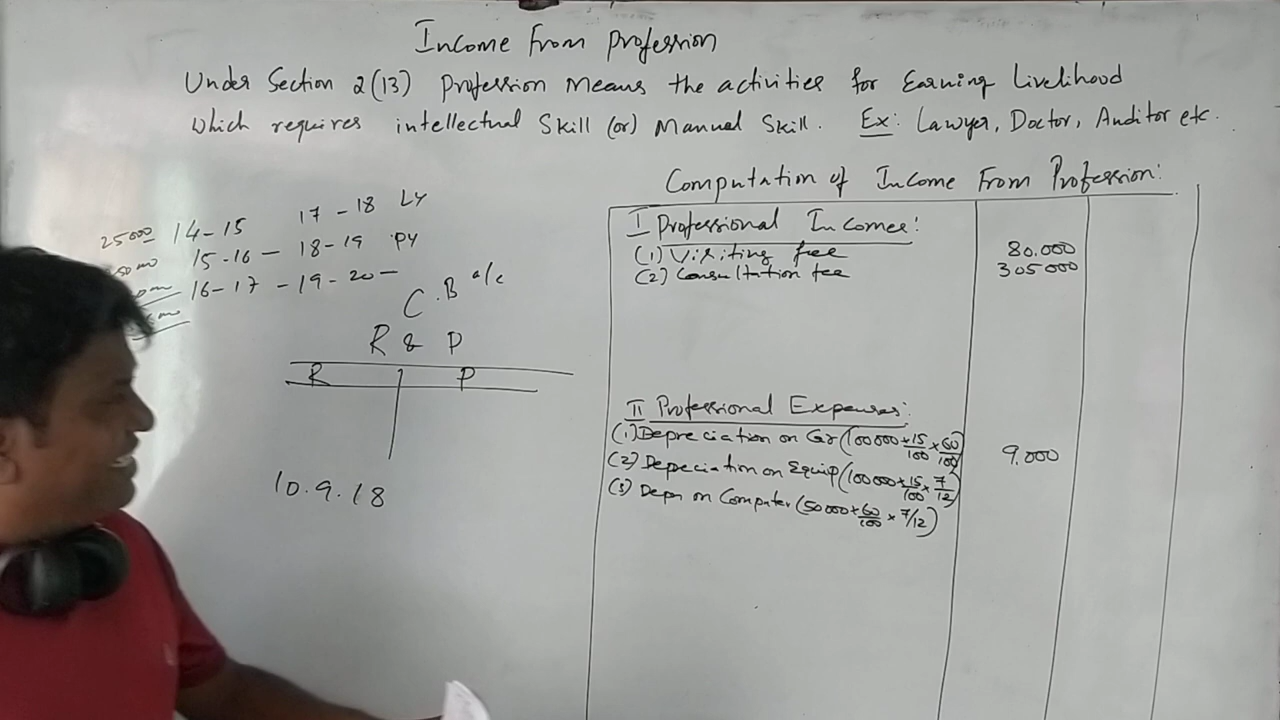 Income From Profession
Under Section 2(13) Profession Means the activities for Earning Livelihood
Which requires intellectual Skill (or) Manual Skill. Ex: Lawyer, Doctor, Auditor etc.
25000 14-15 17-18 LY
15-16 - 18-19 PY
16-17 - 19-20 -
C.B a/c
R & P
R P
10.9.18
Computation of Income From Profession:
I Professional Incomes:
(1) Visiting fee 80.000
(2) Consultation fee 305000
II Professional Expenses:
(1) Depreciation on Car (100000 × 15/100 × 60/100) 9.000
(2) Depeciation on Equip (100000 × 15/100 × 7/12)
(3) Depn on Computer (50000 × 60/100 × 7/12)